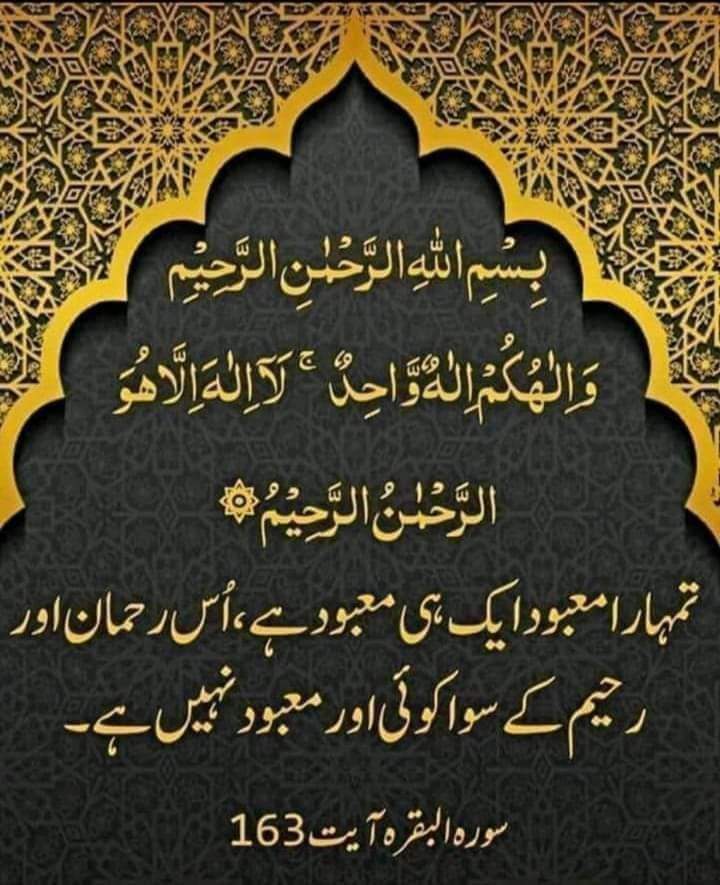 بِسْمِ اللّٰهِ الرَّحْمٰنِ الرَّحِيْمِ
وَاِلٰهُكُمْ اِلٰهٌ وَّاحِدٌ ۚ لَآ اِلٰهَ اِلَّا هُوَ
الرَّحْمٰنُ الرَّحِيْمُ ۞
تمہارا معبود ایک ہی معبود ہے، اُس رحمان اور
رحیم کے سوا کوئی اور معبود نہیں ہے۔
سورہ البقرہ آیت 163